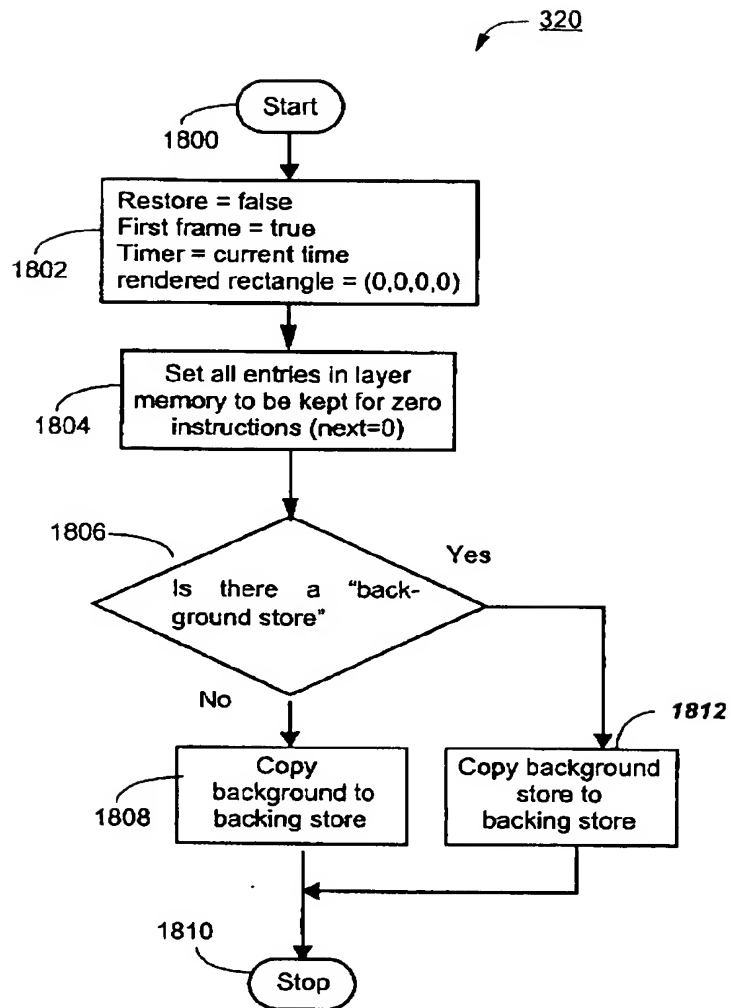 320
Start
1800
Restore = false
First frame = true
Timer = current time
rendered rectangle = (0,0,0,0)
1802
Set all entries in layer
memory to be kept for zero
instructions (next=0)
1804
1806
Yes
Is there a "back-
ground store"
No
1812
Copy
background to
backing store
1808
Copy background
store to
backing store
1810
Stop